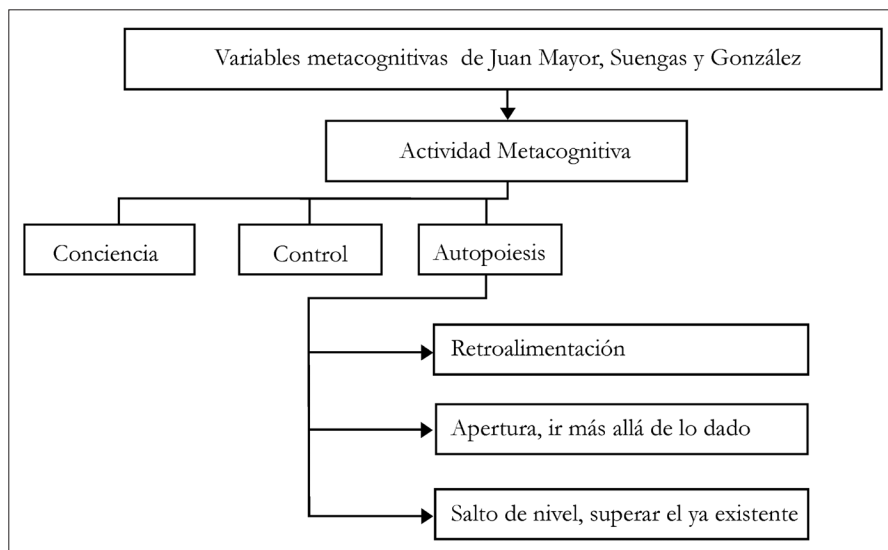 Variables metacognitivas de Juan Mayor, Suengas y González
Actividad Metacognitiva
Conciencia
Control
Autopoiesis
Retroalimentación
Apertura, ir más allá de lo dado
Salto de nivel, superar el ya existente